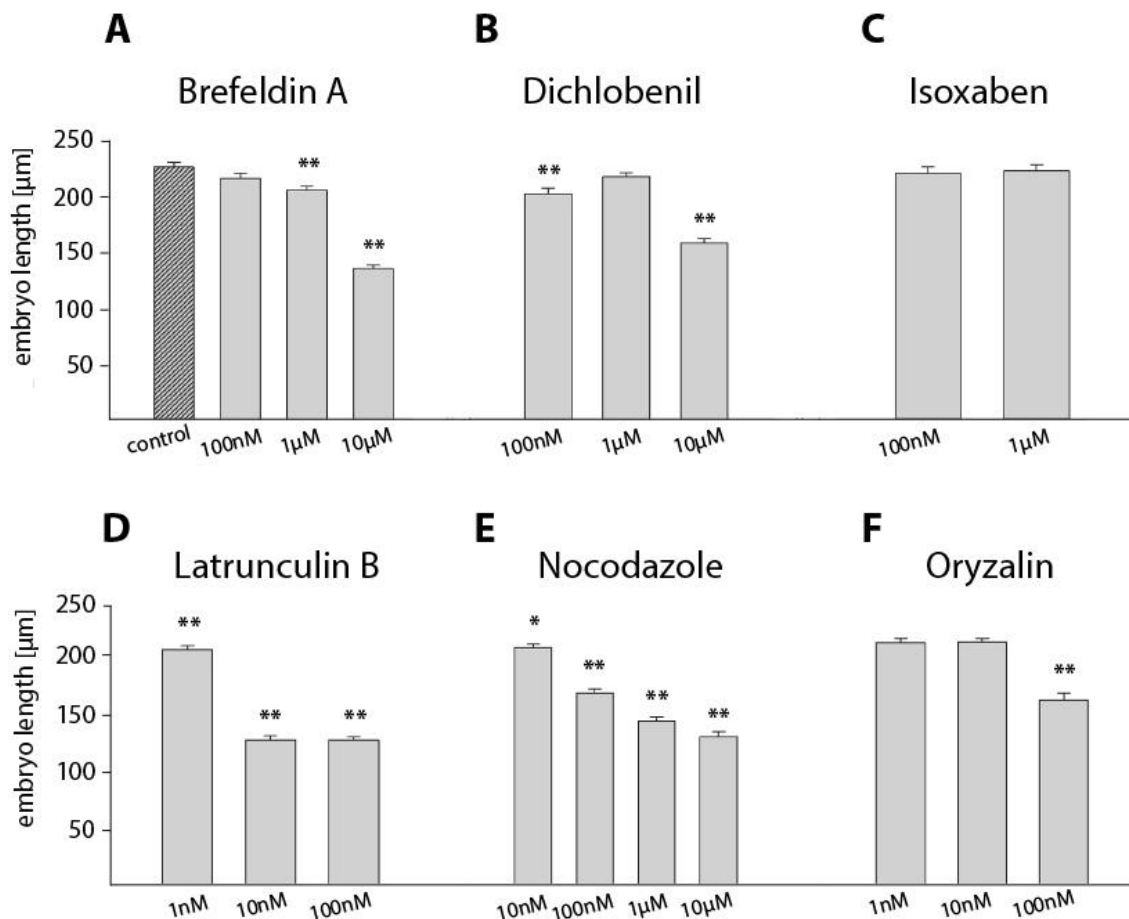 A B C
Brefeldin A Dichlobenil Isoxaben
embryo length [µm]
250
200
150
100
50
** **
** **
control 100nM 1µM 10µM 100nM 1µM 10µM 100nM 1µM
D E F
Latrunculin B Nocodazole Oryzalin
embryo length [µm]
250
200
150
100
50
** ** **
* ** ** **
**
1nM 10nM 100nM 10nM 100nM 1µM 10µM 1nM 10nM 100nM